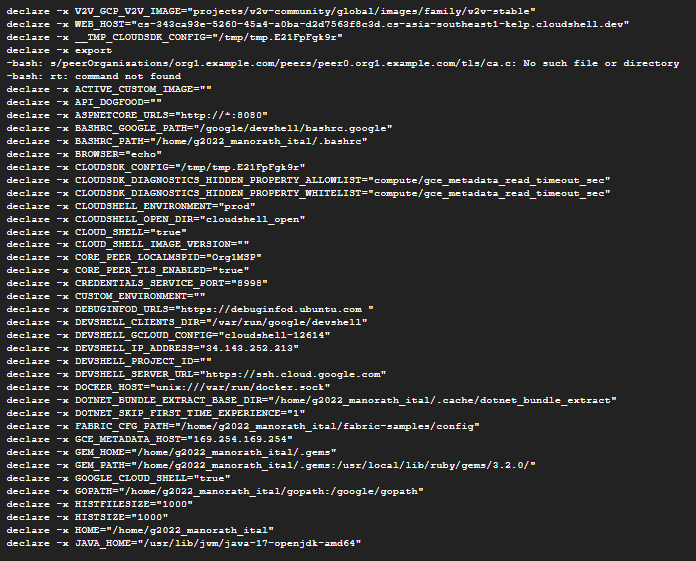 declare -x V2V_GCP_V2V_IMAGE="projects/v2v-community/global/images/family/v2v-stable"
declare -x WEB_HOST="cs-343ca93e-5260-45a4-a0ba-d2d7563f8c3d.cs-asia-southeast1-kelp.cloudshell.dev"
declare -x __TMP_CLOUDSDK_CONFIG="/tmp/tmp.E21FpFgk9r"
declare -x export
-bash: s/peerOrganizations/org1.example.com/peers/peer0.org1.example.com/tls/ca.c: No such file or directory
-bash: rt: command not found
declare -x ACTIVE_CUSTOM_IMAGE=""
declare -x API_DOGFOOD=""
declare -x ASPNETCORE_URLS="http://*:8080"
declare -x BASHRC_GOOGLE_PATH="/google/devshell/bashrc.google"
declare -x BASHRC_PATH="/home/g2022_manorath_ital/.bashrc"
declare -x BROWSER="echo"
declare -x CLOUDSDK_CONFIG="/tmp/tmp.E21FpFgk9r"
declare -x CLOUDSDK_DIAGNOSTICS_HIDDEN_PROPERTY_ALLOWLIST="compute/gce_metadata_read_timeout_sec"
declare -x CLOUDSDK_DIAGNOSTICS_HIDDEN_PROPERTY_WHITELIST="compute/gce_metadata_read_timeout_sec"
declare -x CLOUDSHELL_ENVIRONMENT="prod"
declare -x CLOUDSHELL_OPEN_DIR="cloudshell_open"
declare -x CLOUD_SHELL="true"
declare -x CLOUD_SHELL_IMAGE_VERSION=""
declare -x CORE_PEER_LOCALMSPID="Org1MSP"
declare -x CORE_PEER_TLS_ENABLED="true"
declare -x CREDENTIALS_SERVICE_PORT="8998"
declare -x CUSTOM_ENVIRONMENT=""
declare -x DEBUGINFOD_URLS="https://debuginfod.ubuntu.com "
declare -x DEVSHELL_CLIENTS_DIR="/var/run/google/devshell"
declare -x DEVSHELL_GCLOUD_CONFIG="cloudshell-12614"
declare -x DEVSHELL_IP_ADDRESS="34.143.252.213"
declare -x DEVSHELL_PROJECT_ID=""
declare -x DEVSHELL_SERVER_URL="https://ssh.cloud.google.com"
declare -x DOCKER_HOST="unix:///var/run/docker.sock"
declare -x DOTNET_BUNDLE_EXTRACT_BASE_DIR="/home/g2022_manorath_ital/.cache/dotnet_bundle_extract"
declare -x DOTNET_SKIP_FIRST_TIME_EXPERIENCE="1"
declare -x FABRIC_CFG_PATH="/home/g2022_manorath_ital/fabric-samples/config"
declare -x GCE_METADATA_HOST="169.254.169.254"
declare -x GEM_HOME="/home/g2022_manorath_ital/.gems"
declare -x GEM_PATH="/home/g2022_manorath_ital/.gems:/usr/local/lib/ruby/gems/3.2.0/"
declare -x GOOGLE_CLOUD_SHELL="true"
declare -x GOPATH="/home/g2022_manorath_ital/gopath:/google/gopath"
declare -x HISTFILESIZE="1000"
declare -x HISTSIZE="1000"
declare -x HOME="/home/g2022_manorath_ital"
declare -x JAVA_HOME="/usr/lib/jvm/java-17-openjdk-amd64"